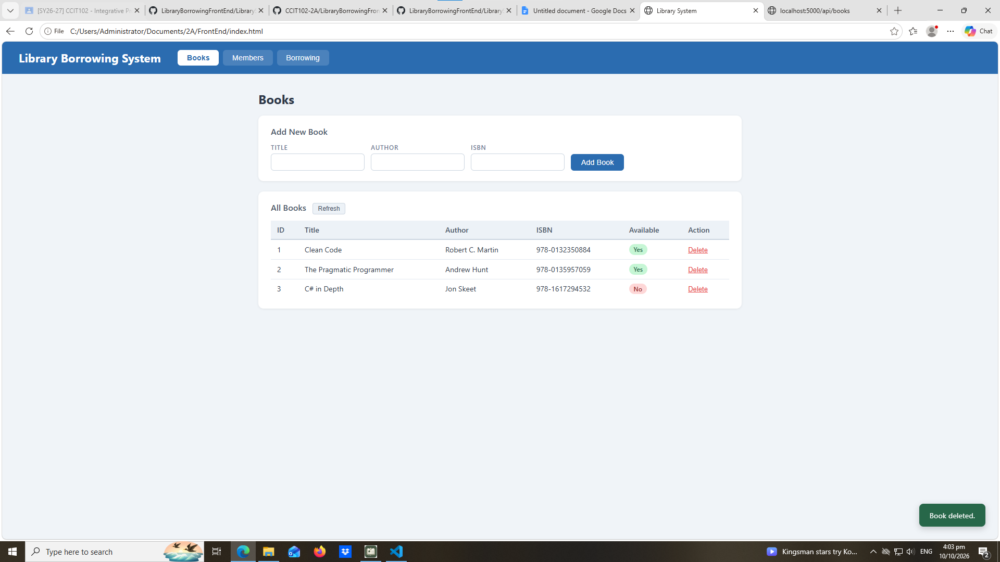 [SY26-27] CCIT102 - Integrative Pr
LibraryBorrowingFrontEnd/Library
CCIT102-2A/LibraryBorrowingFron
LibraryBorrowingFrontEnd/Library
Untitled document - Google Docs
Library System
localhost:5000/api/books
File C:/Users/Administrator/Documents/2A/FrontEnd/index.html
Chat
Library Borrowing System Books Members Borrowing
Books
Add New Book
TITLE AUTHOR ISBN
Add Book
All Books Refresh
ID Title Author ISBN Available Action
1 Clean Code Robert C. Martin 978-0132350884 Yes Delete
2 The Pragmatic Programmer Andrew Hunt 978-0135957059 Yes Delete
3 C# in Depth Jon Skeet 978-1617294532 No Delete
Book deleted.
Type here to search
Kingsman stars try Ko...
ENG
4:03 pm
10/10/2026
2